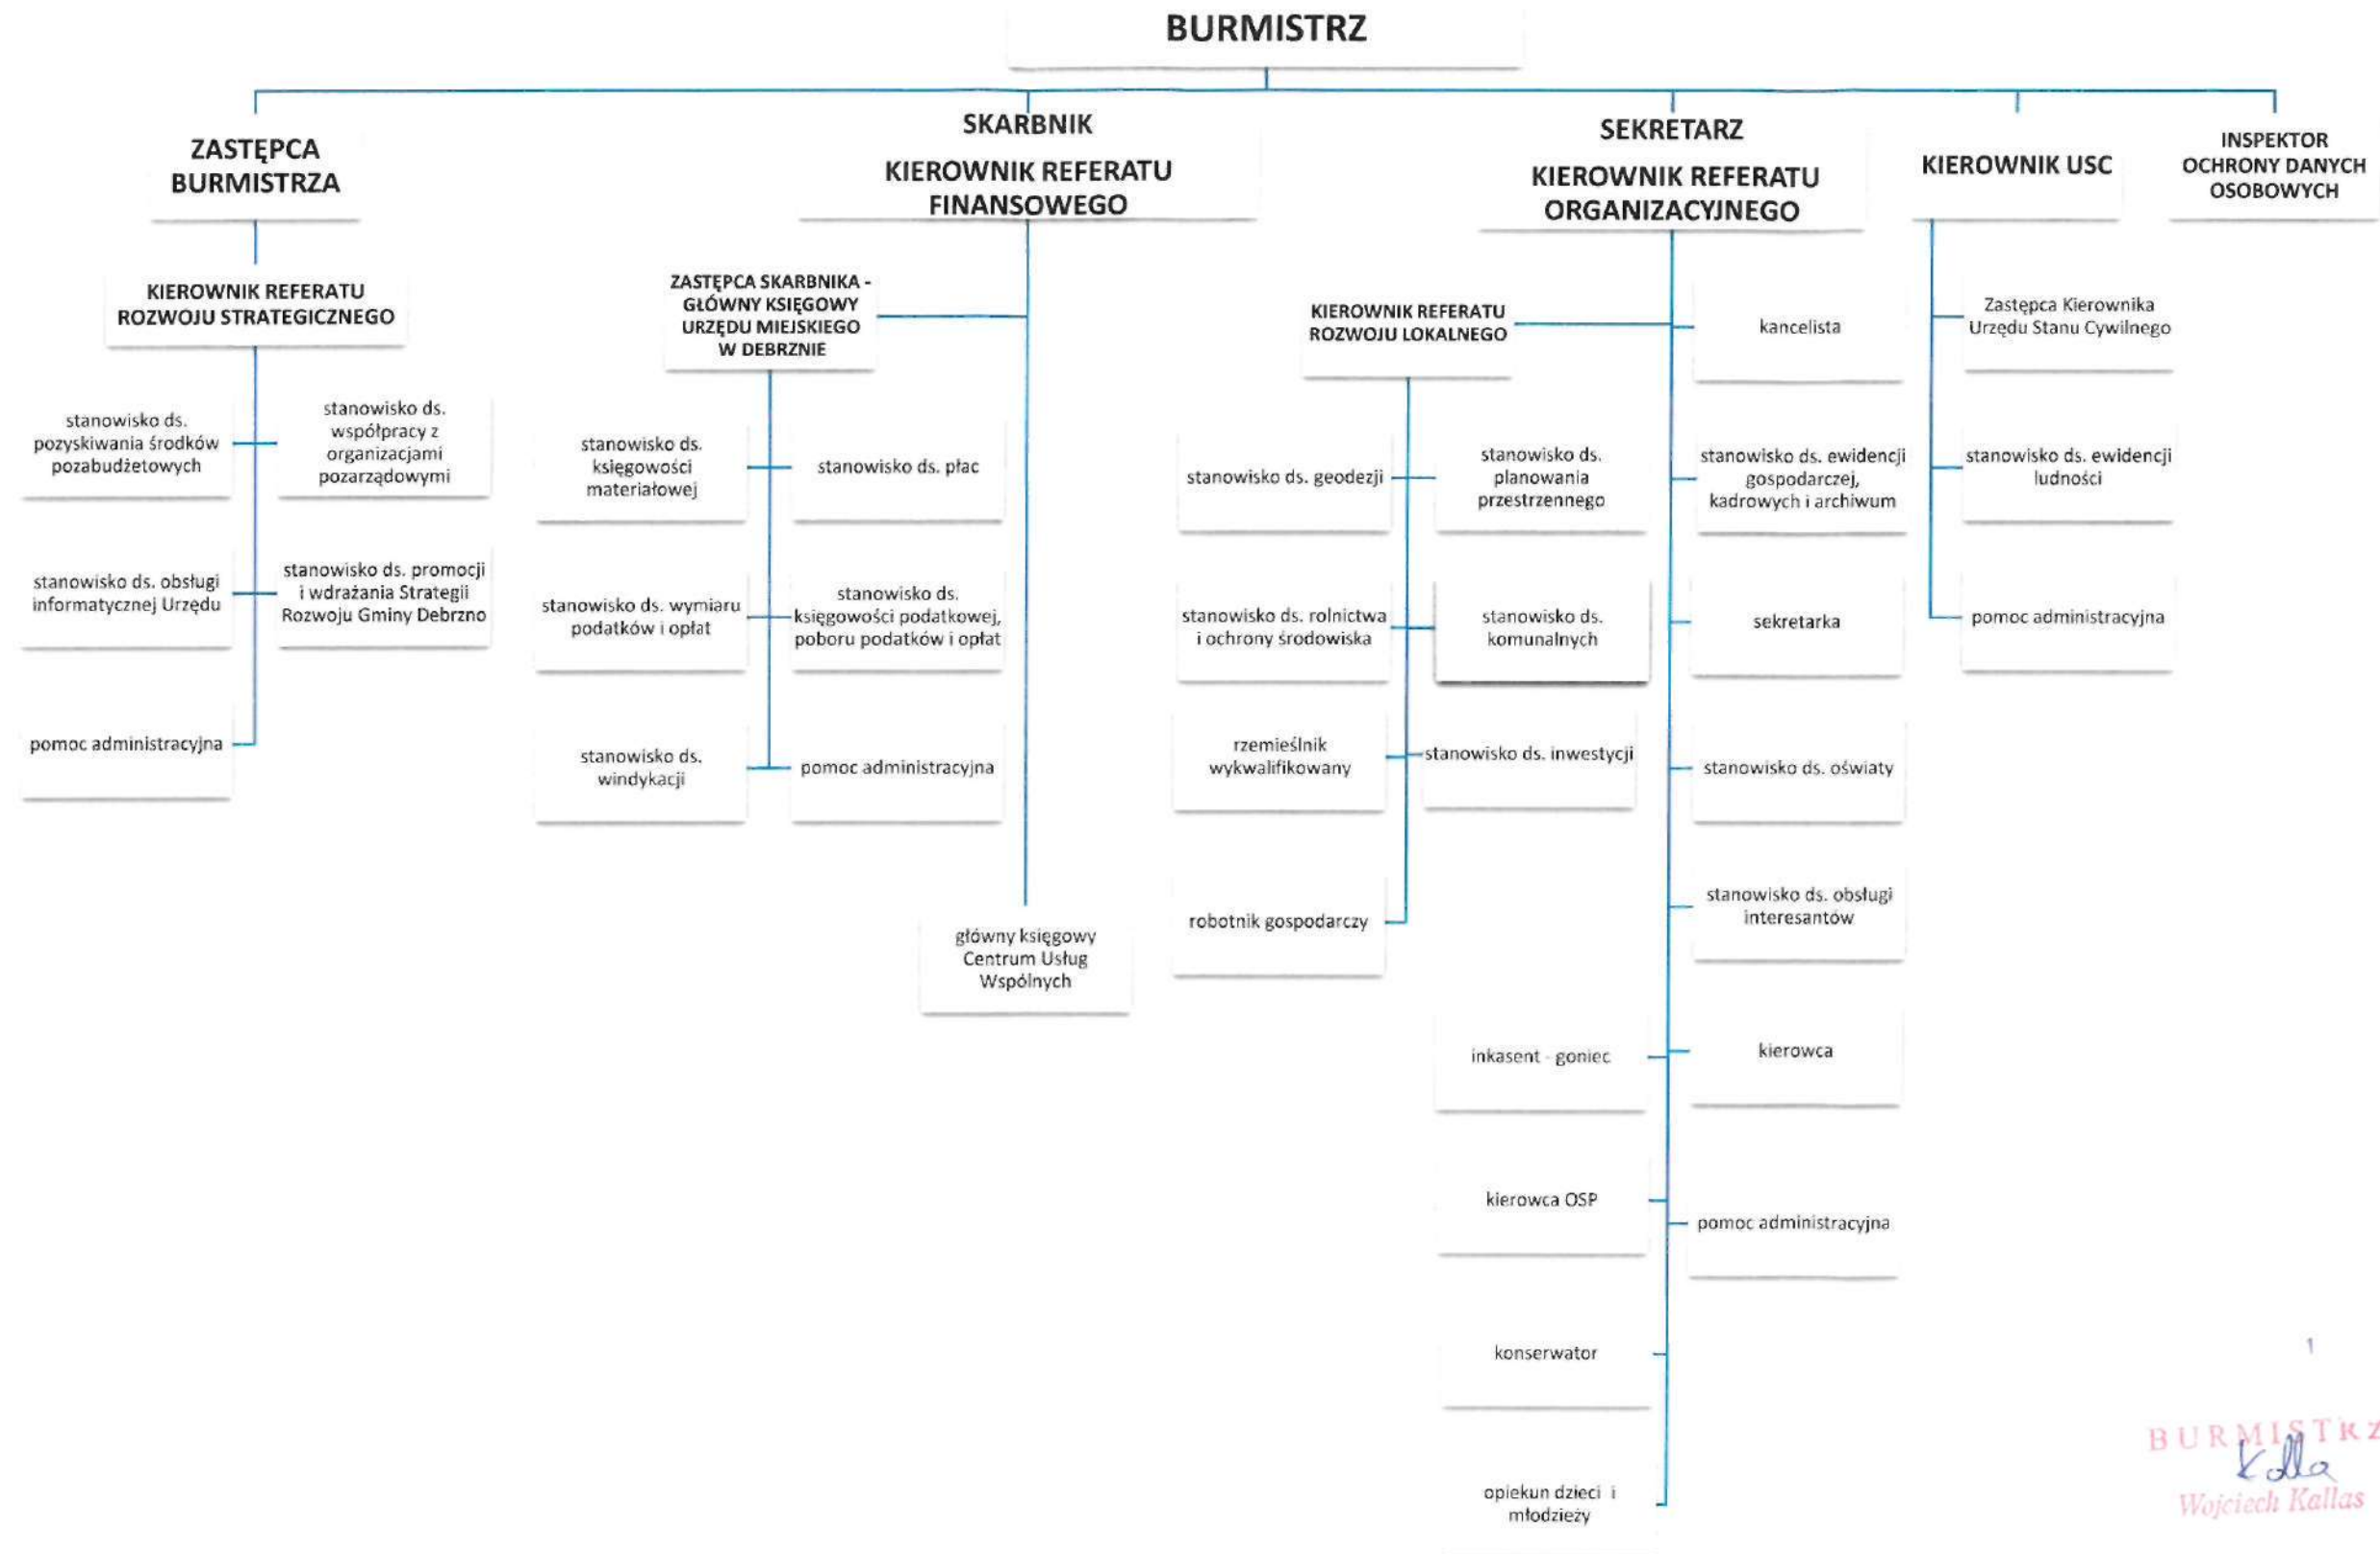 BURMISTRZ
ZASTĘPCA
BURMISTRZA
SKARBNIK
KIEROWNIK REFERATU
FINANSOWEGO
SEKRETARZ
KIEROWNIK REFERATU
ORGANIZACYJNEGO
KIEROWNIK USC
INSPEKTOR
OCHRONY DANYCH
OSOBOWYCH
KIEROWNIK REFERATU
ROZWOJU STRATEGICZNEGO
stanowisko ds.
pozyskiwania środków
pozabudżetowych
stanowisko ds.
współpracy z
organizacjami
pozarządowymi
stanowisko ds. obsługi
informatycznej Urzędu
stanowisko ds. promocji
i wdrażania Strategii
Rozwoju Gminy Debrzno
pomoc administracyjna
ZASTĘPCA SKARBNIKA -
GŁÓWNY KSIĘGOWY
URZĘDU MIEJSKIEGO
W DEBRZNIE
stanowisko ds.
księgowości
materiałowej
stanowisko ds. płac
stanowisko ds. wymiaru
podatków i opłat
stanowisko ds.
księgowości podatkowej,
poboru podatków i opłat
stanowisko ds.
windykacji
pomoc administracyjna
główny księgowy
Centrum Usług
Wspólnych
KIEROWNIK REFERATU
ROZWOJU LOKALNEGO
stanowisko ds. geodezji
stanowisko ds.
planowania
przestrzennego
stanowisko ds. rolnictwa
i ochrony środowiska
stanowisko ds.
komunalnych
rzemieślnik
wykwalifikowany
stanowisko ds. inwestycji
robotnik gospodarczy
kancelista
stanowisko ds. ewidencji
gospodarczej,
kadrowych i archiwum
sekretarka
stanowisko ds. oświaty
stanowisko ds. obsługi
interesantów
inkasent - goniec
kierowca
kierowca OSP
pomoc administracyjna
konserwator
opiekun dzieci i
młodzieży
Zastępca Kierownika
Urzędu Stanu Cywilnego
stanowisko ds. ewidencji
ludności
pomoc administracyjna
1
BURMISTRZ
Wojciech Kallas